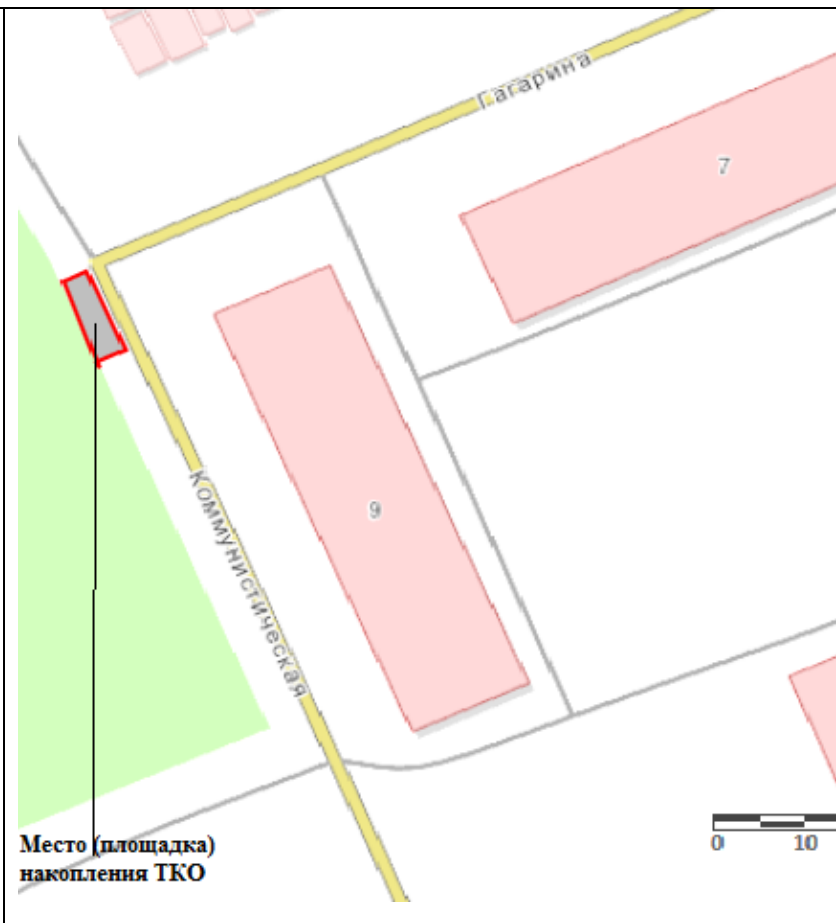 Гагарина
7
9
Коммунистическая
Место (площадка)
накопления ТКО
0 10